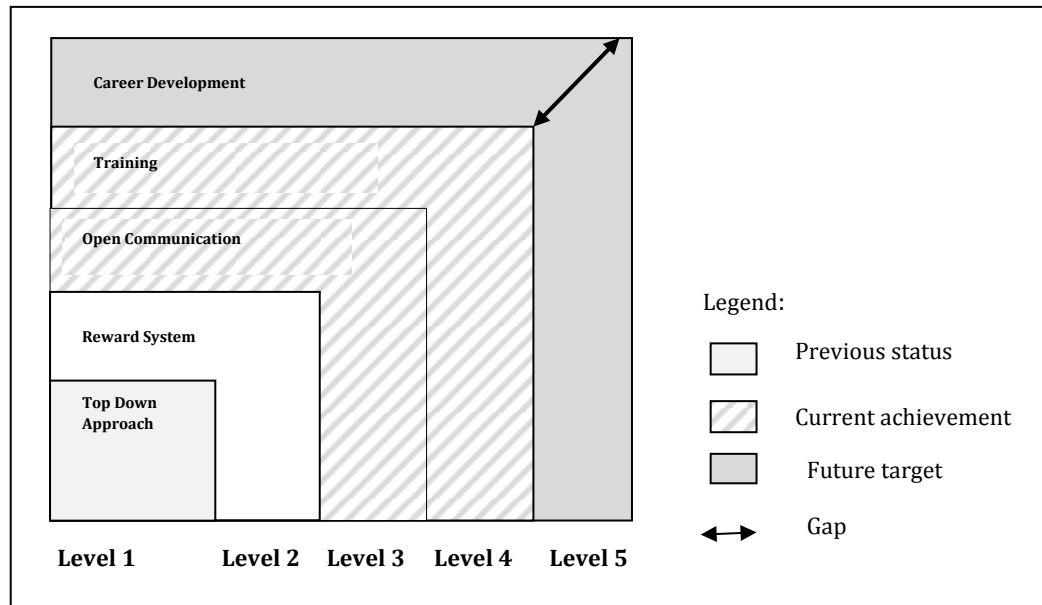 Career Development
Training
Open Communication
Reward System
Top Down
Approach
Level 1
Level 2
Level 3
Level 4
Level 5
Legend:
Previous status
Current achievement
Future target
Gap